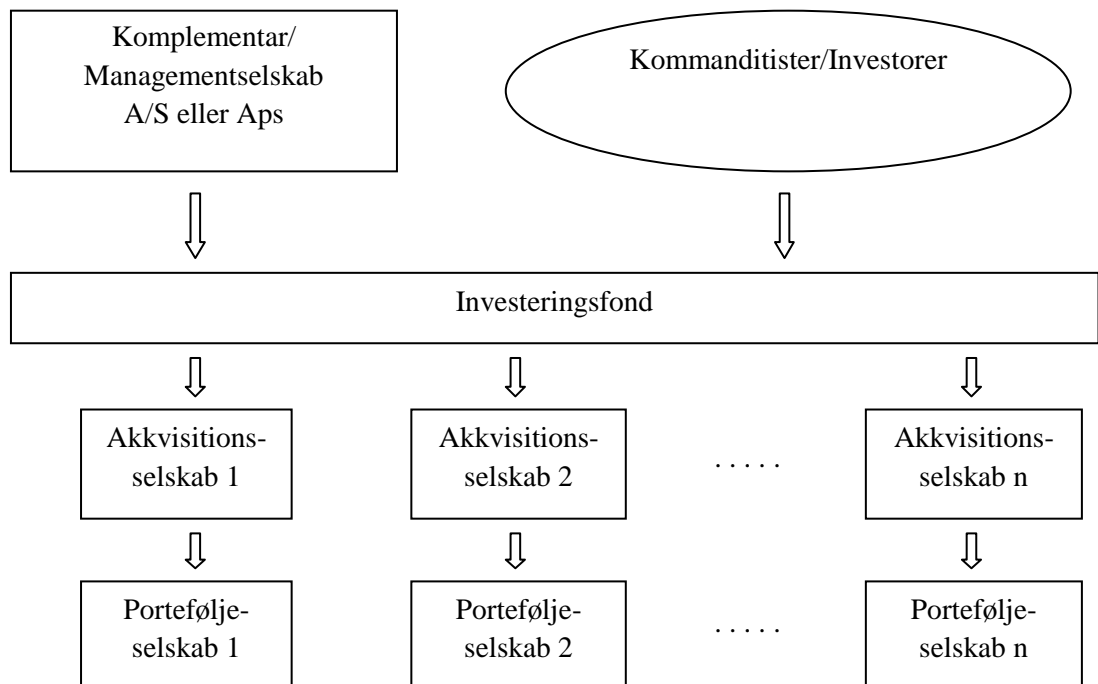 Komplementar/
Managementselskab
A/S eller Aps
Kommanditister/Investorer
Investeringsfond
Akkvisitions-
selskab 1
Akkvisitions-
selskab 2
. . . . .
Akkvisitions-
selskab n
Portefølje-
selskab 1
Portefølje-
selskab 2
. . . . .
Portefølje-
selskab n